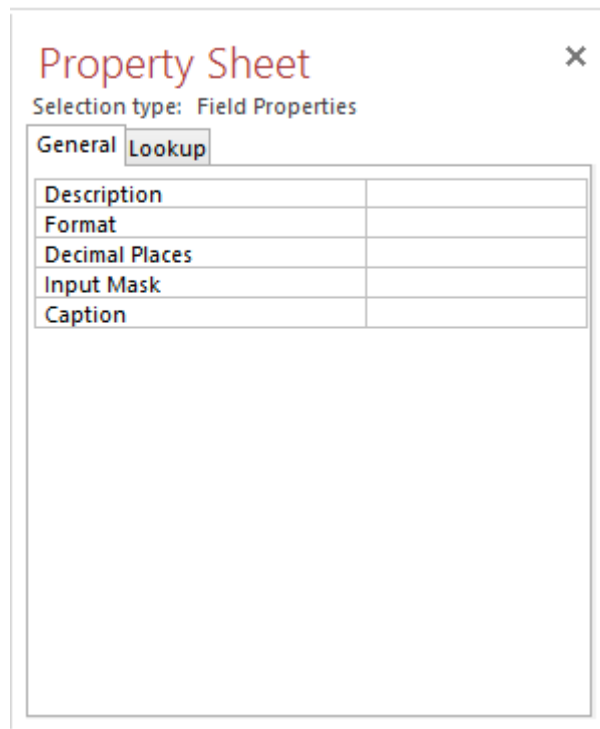 Property Sheet
Selection type: Field Properties
General Lookup
Description
Format
Decimal Places
Input Mask
Caption